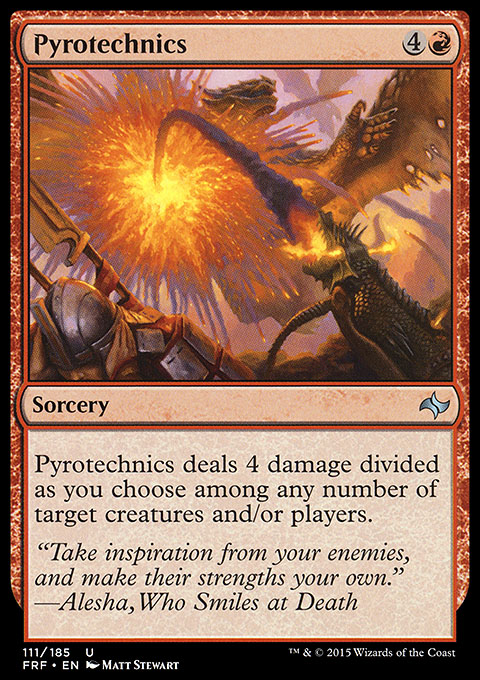 Pyrotechnics 4
Sorcery
Pyrotechnics deals 4 damage divided
as you choose among any number of
target creatures and/or players.
“Take inspiration from your enemies,
and make their strengths your own.”
—Alesha, Who Smiles at Death
111/185 U
™ & © 2015 Wizards of the Coast
FRF • EN Matt Stewart